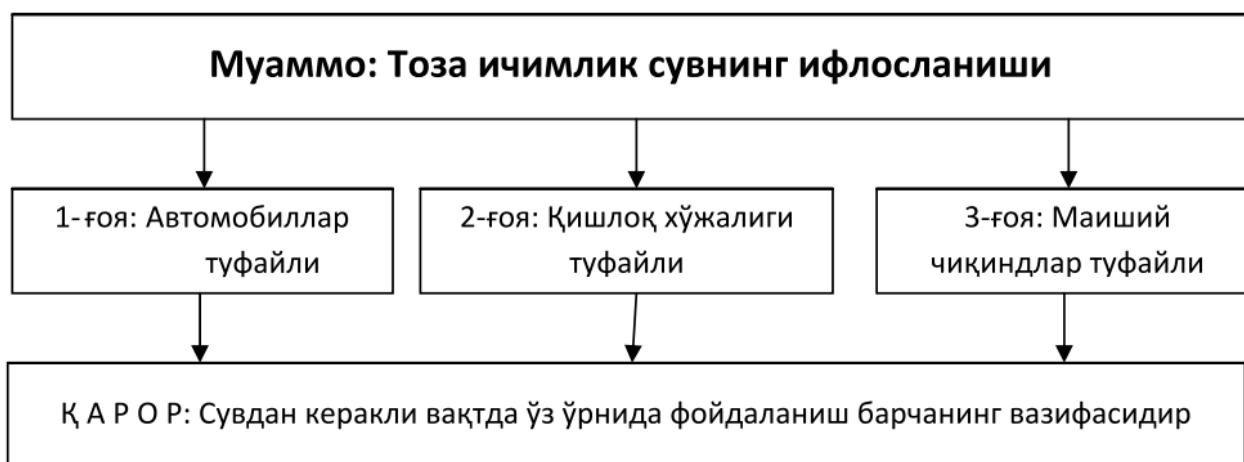 Муаммо: Тоза ичимлик сувнинг ифлосланиши
1-ғоя: Автомобиллар
туфайли
2-ғоя: Қишлоқ хўжалиги
туфайли
3-ғоя: Маиший
чиқиндлар туфайли
Қ А Р О Р: Сувдан керакли вақтда ўз ўрнида фойдаланиш барчанинг вазифасидир